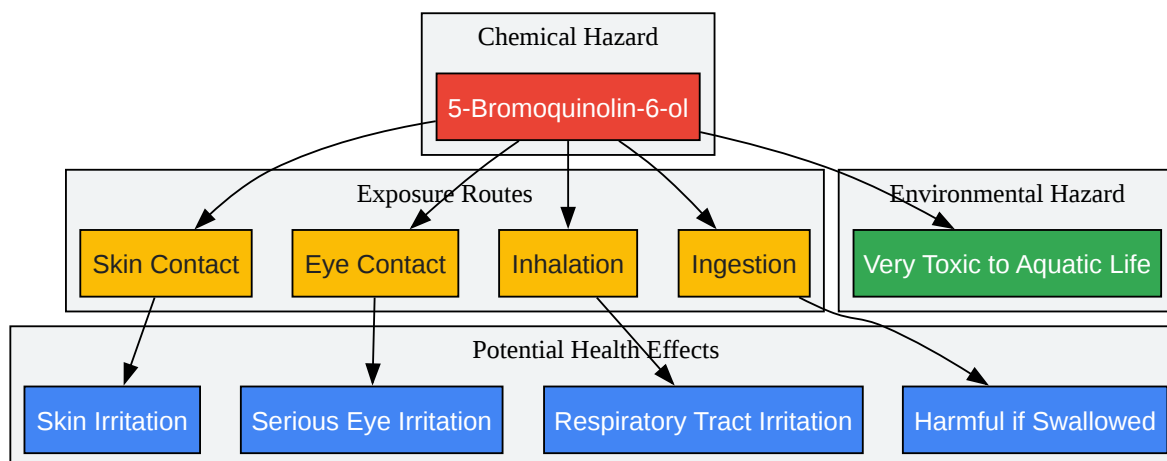 Chemical Hazard
5-Bromoquinolin-6-ol
Exposure Routes
Environmental Hazard
Skin Contact
Eye Contact
Inhalation
Ingestion
Very Toxic to Aquatic Life
Potential Health Effects
Skin Irritation
Serious Eye Irritation
Respiratory Tract Irritation
Harmful if Swallowed